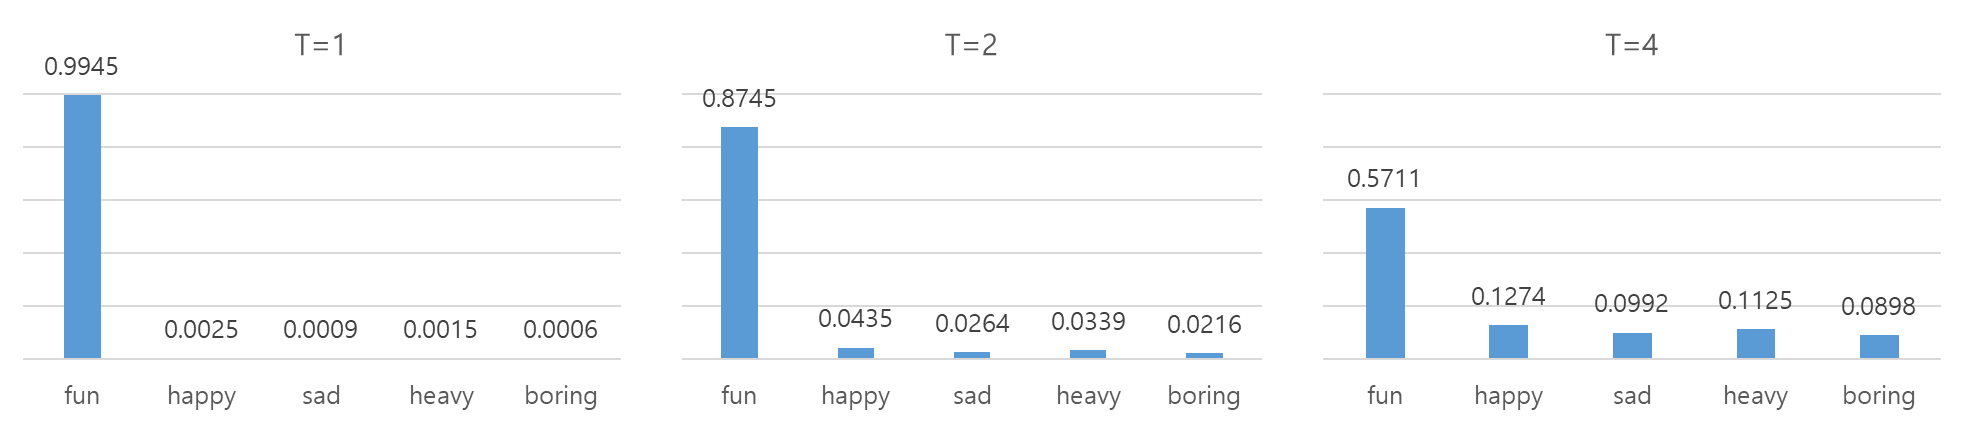 T=1
0.9945
0.0025
0.0009
0.0015
0.0006
fun happy sad heavy boring
T=2
0.8745
0.0435
0.0264
0.0339
0.0216
fun happy sad heavy boring
T=4
0.5711
0.1274
0.0992
0.1125
0.0898
fun happy sad heavy boring